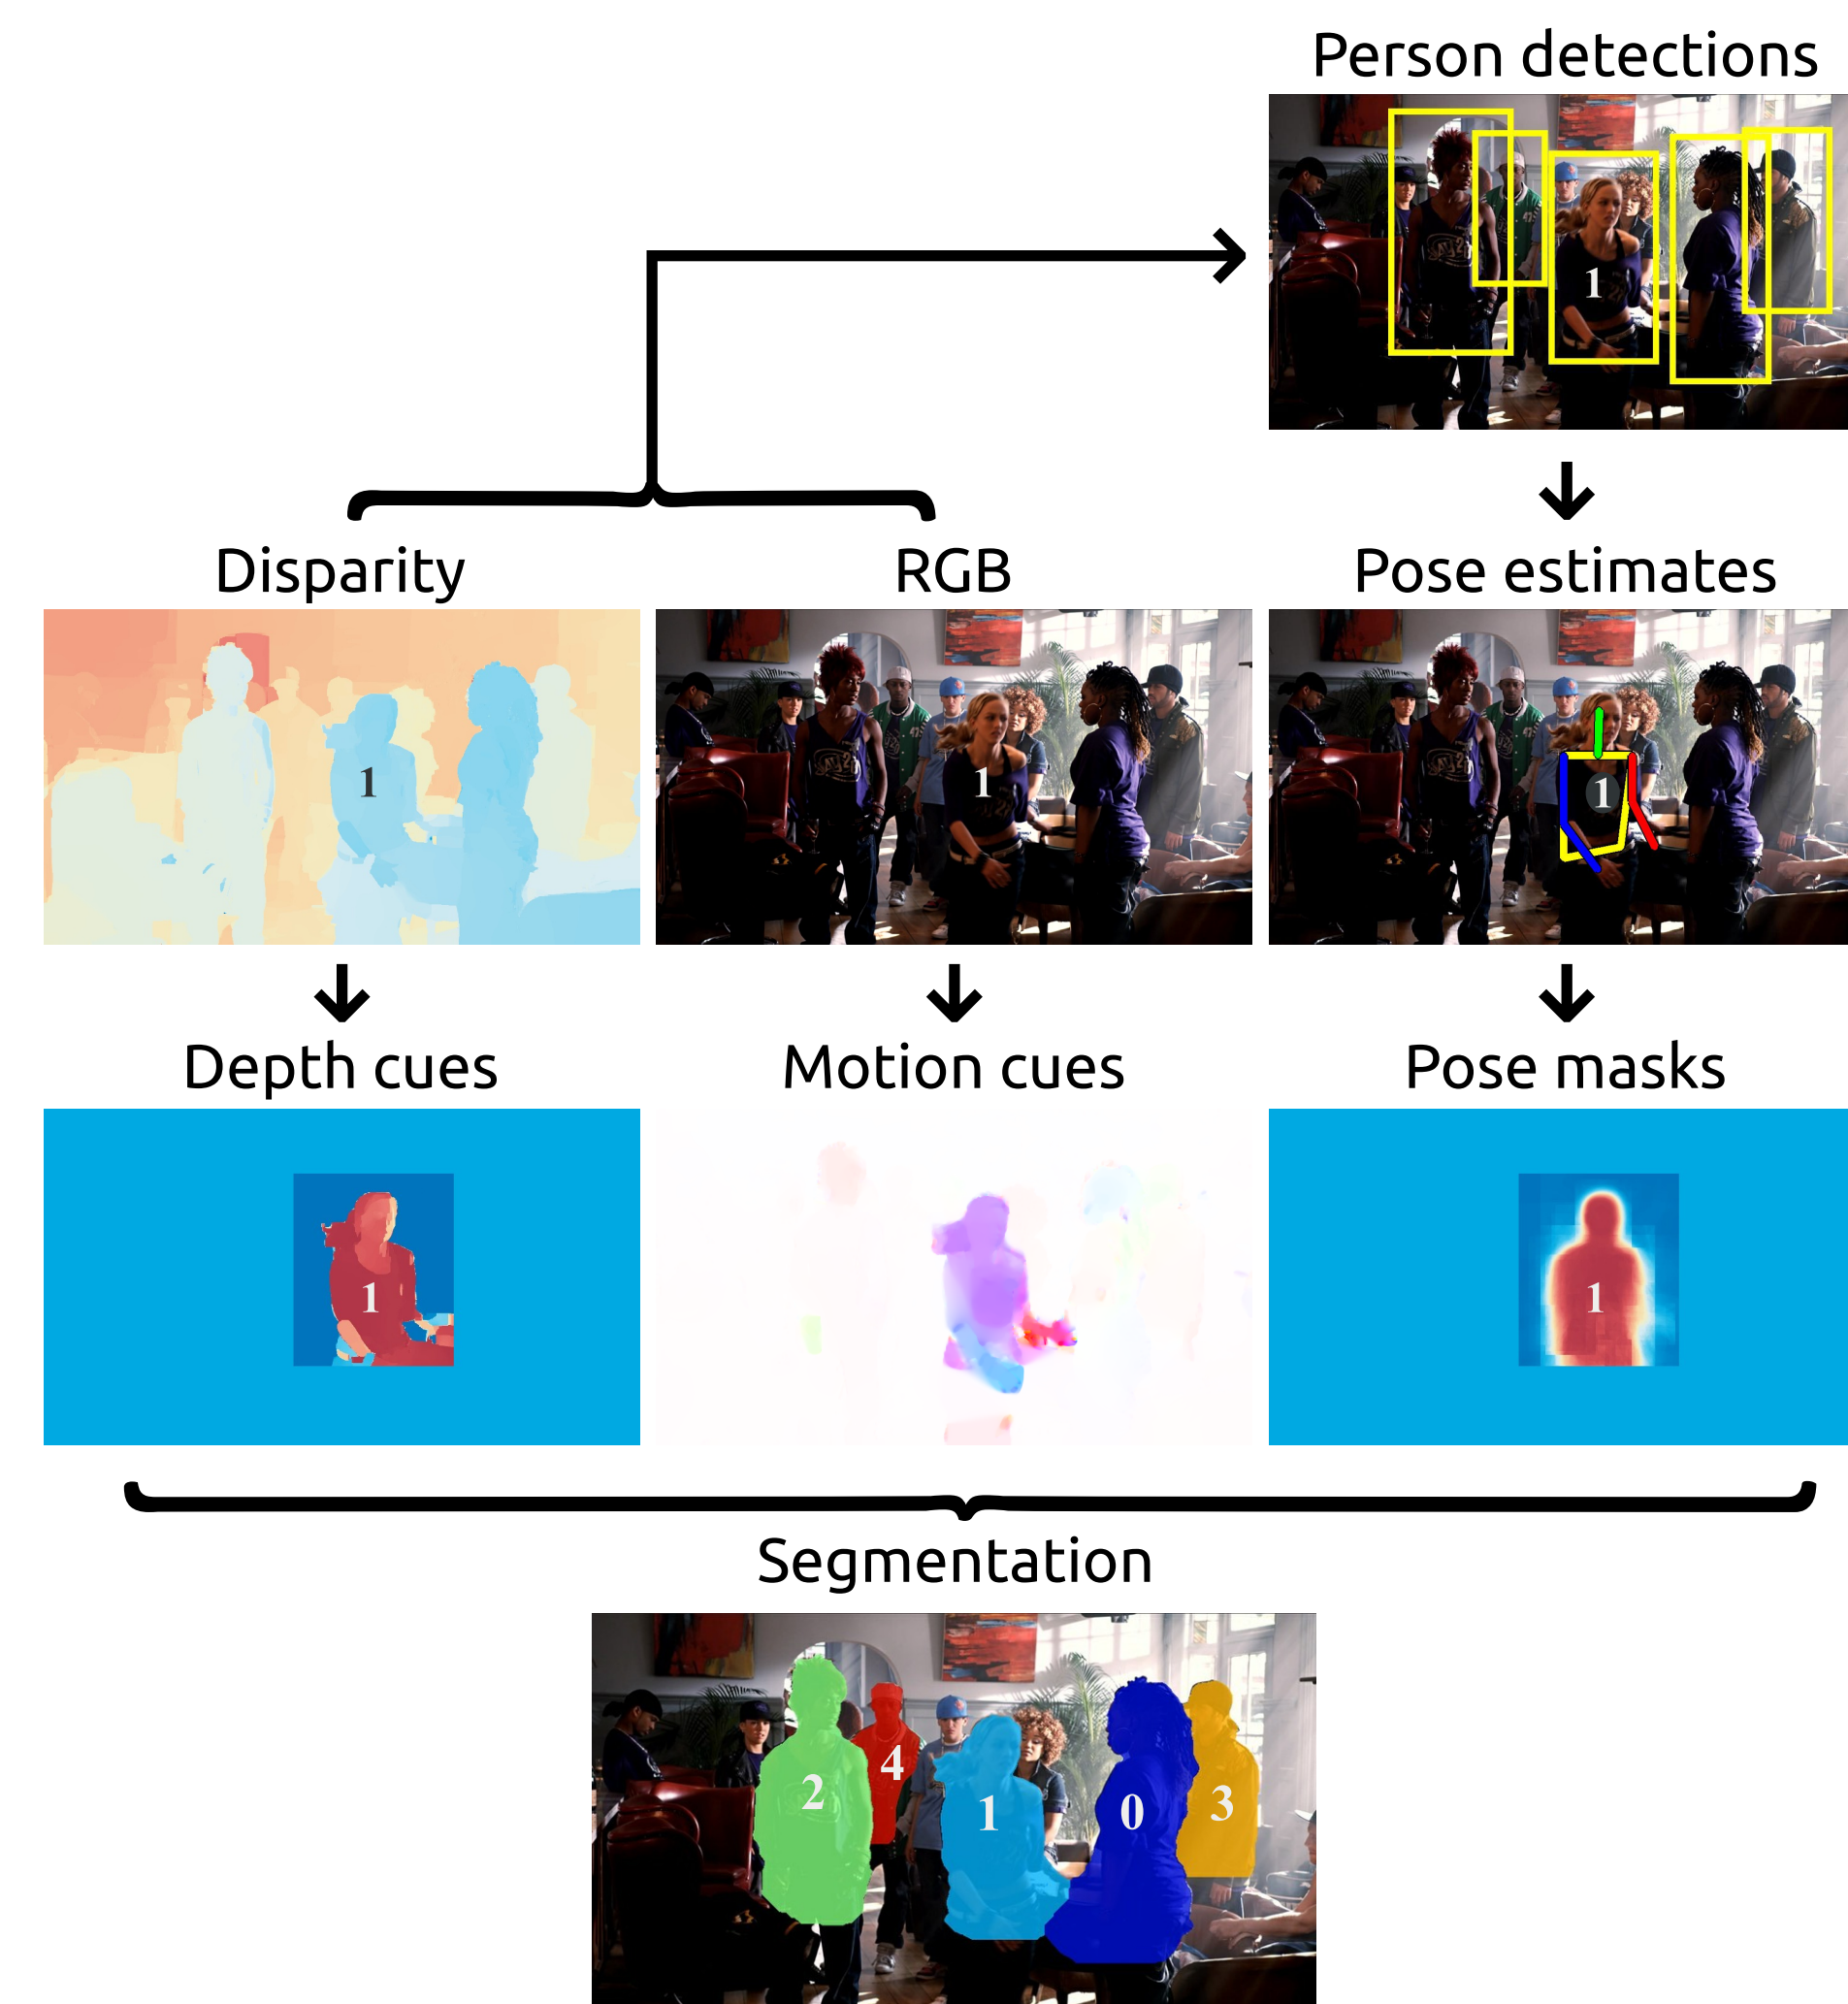 Person detections
1
Disparity
RGB
Pose estimates
1
1
1
Depth cues
Motion cues
Pose masks
1
1
Segmentation
2
4
1
0
3